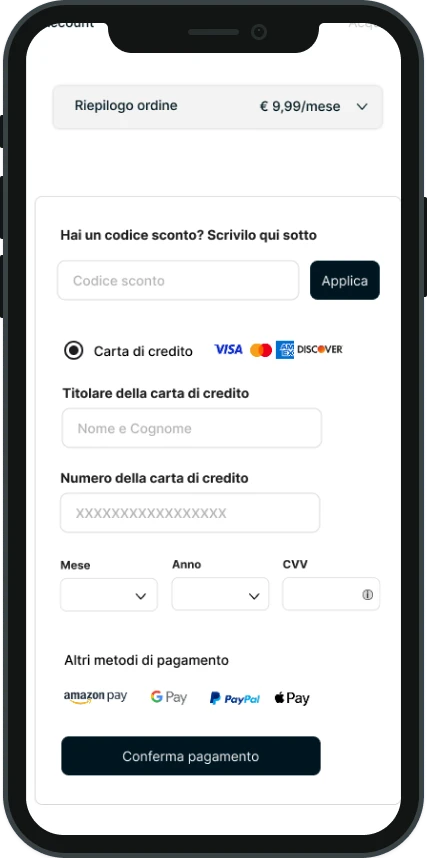 Riepilogo ordine € 9,99/mese
Hai un codice sconto? Scrivilo qui sotto
Codice sconto Applica
Carta di credito VISA AMEX DISCOVER
Titolare della carta di credito
Nome e Cognome
Numero della carta di credito
XXXXXXXXXXXXXXXXX
Mese Anno CVV
Altri metodi di pagamento
amazon pay G Pay PayPal Pay
Conferma pagamento